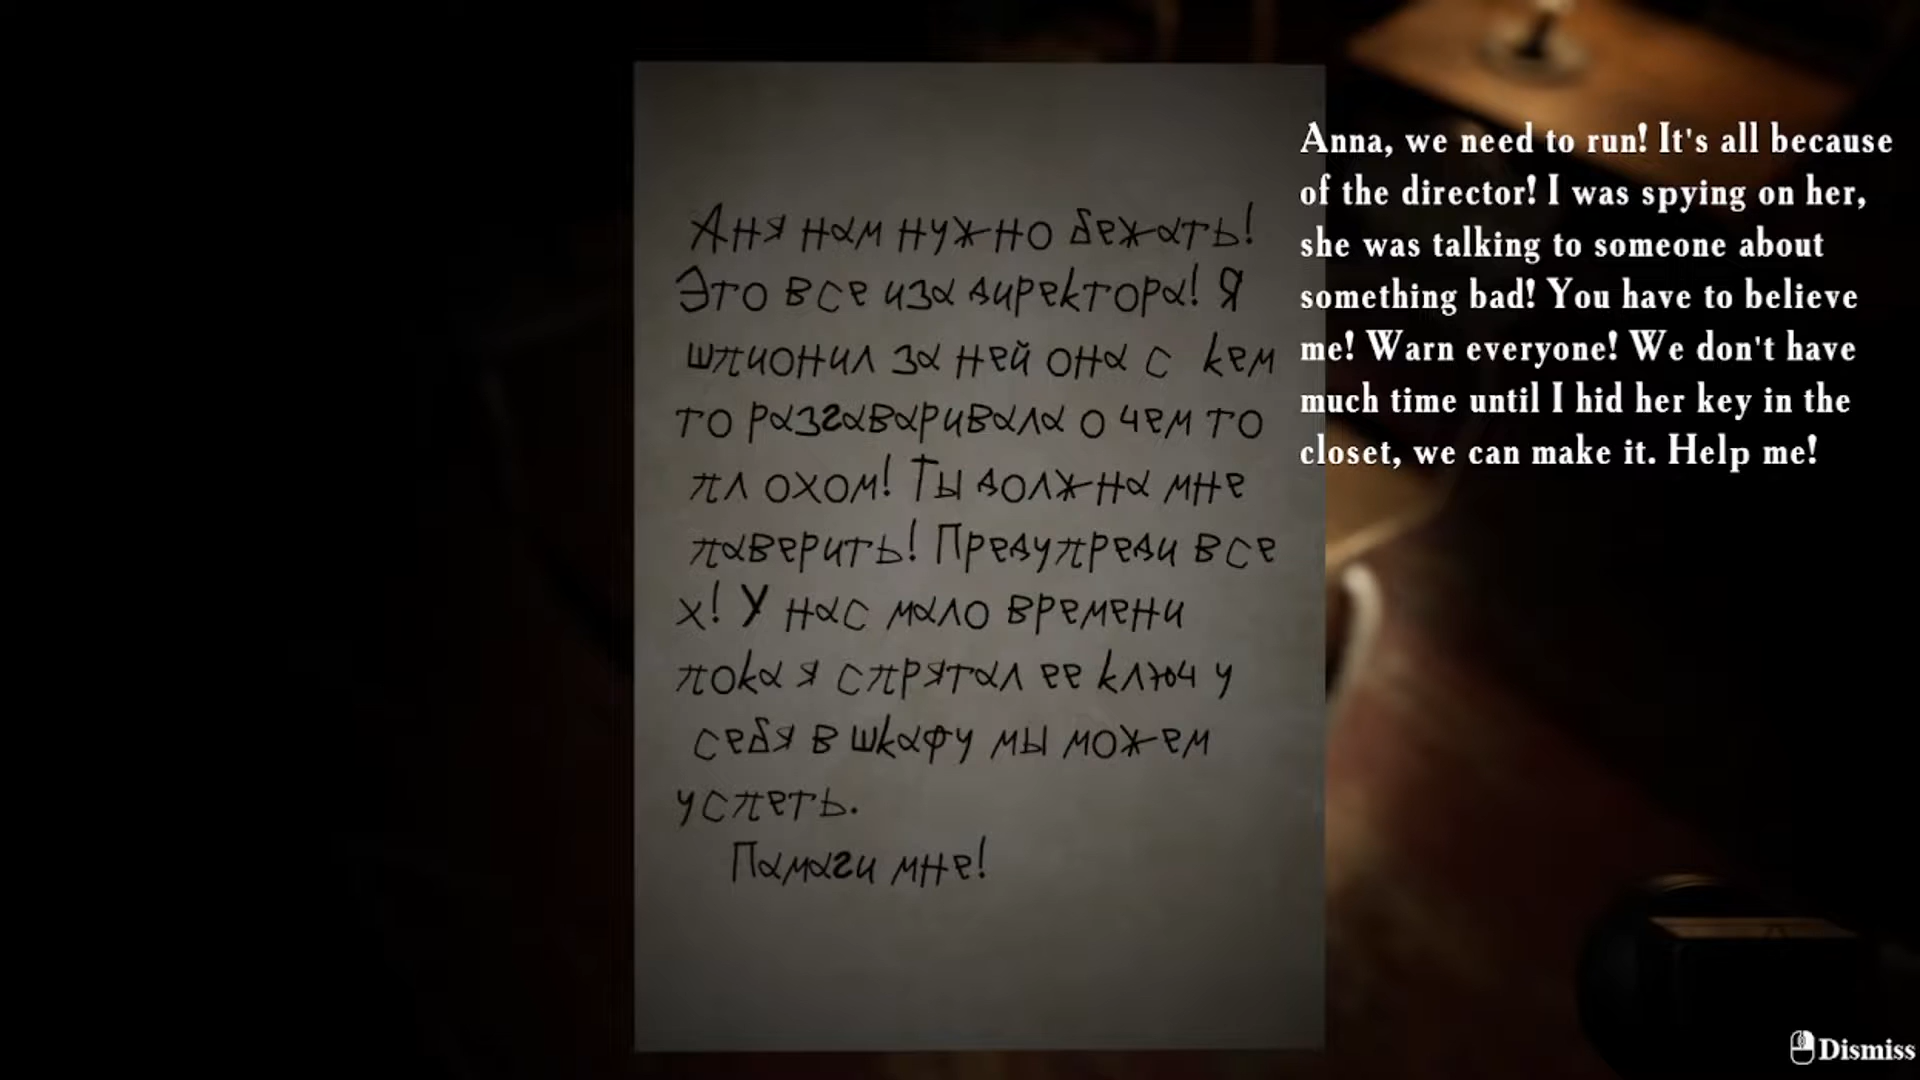 Аня нам нужно бежать!
Это все иза директора! Я
шпионил за ней она с кем
то разгаваривала о чем то
пл охом! Ты должна мне
паверить! Предупреди все
х! У нас мало времени
пока я спрятал ее ключ у
себя в шкафу мы можем
успеть.
Памаги мне!
Anna, we need to run! It's all because
of the director! I was spying on her,
she was talking to someone about
something bad! You have to believe
me! Warn everyone! We don't have
much time until I hid her key in the
closet, we can make it. Help me!
Dismiss